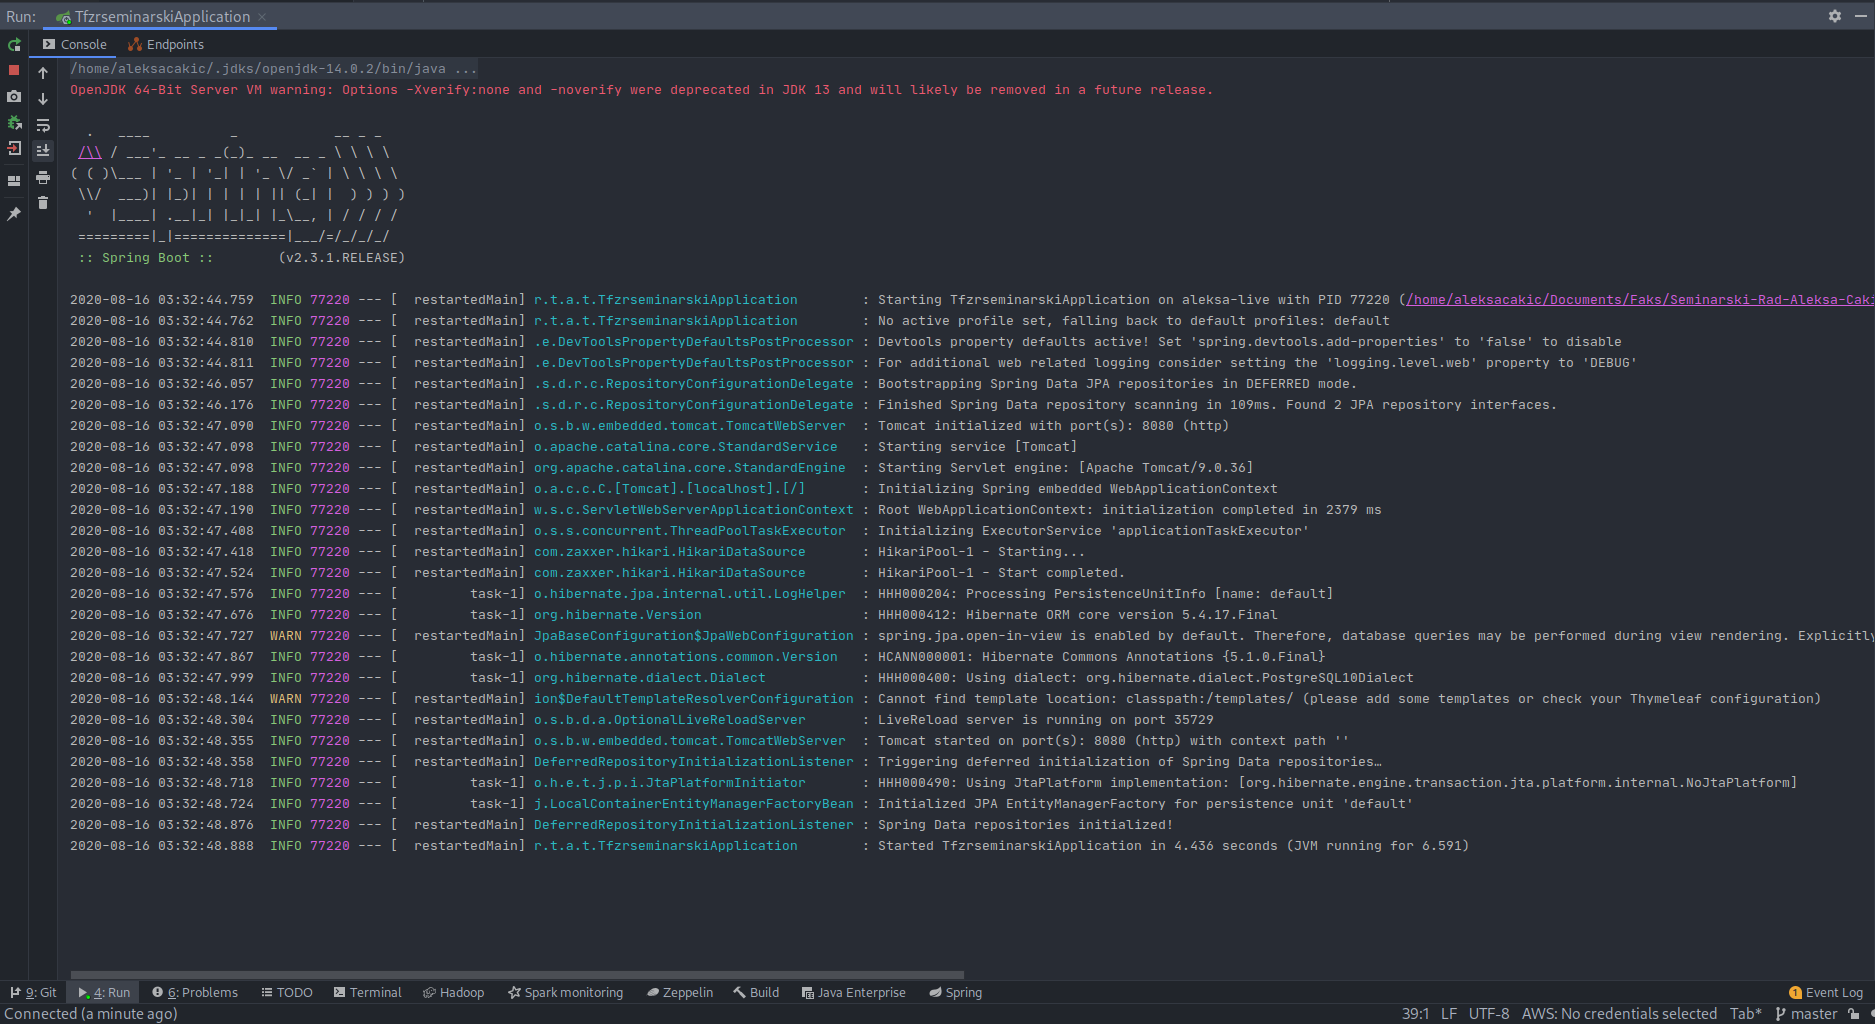 Run: TfzrseminarskiApplication
Console Endpoints
/home/aleksacakic/.jdks/openjdk-14.0.2/bin/java ...
OpenJDK 64-Bit Server VM warning: Options -Xverify:none and -noverify were deprecated in JDK 13 and will likely be removed in a future release.
  .   ____          _            __ _ _
 /\\ / ___'_ __ _ _(_)_ __  __ _ \ \ \ \
( ( )\___ | '_ | '_| | '_ \/ _` | \ \ \ \
 \\/  ___)| |_)| | | | | || (_| |  ) ) ) )
  '  |____| .__|_| |_|_| |_\__, | / / / /
 =========|_|==============|___/=/_/_/_/
 :: Spring Boot ::        (v2.3.1.RELEASE)
2020-08-16 03:32:44.759  INFO 77220 --- [  restartedMain] r.t.a.t.TfzrseminarskiApplication        : Starting TfzrseminarskiApplication on aleksa-live with PID 77220 (/home/aleksacakic/Documents/Faks/Seminarski-Rad-Aleksa-Caki
2020-08-16 03:32:44.762  INFO 77220 --- [  restartedMain] r.t.a.t.TfzrseminarskiApplication        : No active profile set, falling back to default profiles: default
2020-08-16 03:32:44.810  INFO 77220 --- [  restartedMain] .e.DevToolsPropertyDefaultsPostProcessor : Devtools property defaults active! Set 'spring.devtools.add-properties' to 'false' to disable
2020-08-16 03:32:44.811  INFO 77220 --- [  restartedMain] .e.DevToolsPropertyDefaultsPostProcessor : For additional web related logging consider setting the 'logging.level.web' property to 'DEBUG'
2020-08-16 03:32:46.057  INFO 77220 --- [  restartedMain] .s.d.r.c.RepositoryConfigurationDelegate : Bootstrapping Spring Data JPA repositories in DEFERRED mode.
2020-08-16 03:32:46.176  INFO 77220 --- [  restartedMain] .s.d.r.c.RepositoryConfigurationDelegate : Finished Spring Data repository scanning in 109ms. Found 2 JPA repository interfaces.
2020-08-16 03:32:47.090  INFO 77220 --- [  restartedMain] o.s.b.w.embedded.tomcat.TomcatWebServer  : Tomcat initialized with port(s): 8080 (http)
2020-08-16 03:32:47.098  INFO 77220 --- [  restartedMain] o.apache.catalina.core.StandardService   : Starting service [Tomcat]
2020-08-16 03:32:47.098  INFO 77220 --- [  restartedMain] org.apache.catalina.core.StandardEngine  : Starting Servlet engine: [Apache Tomcat/9.0.36]
2020-08-16 03:32:47.188  INFO 77220 --- [  restartedMain] o.a.c.c.C.[Tomcat].[localhost].[/]       : Initializing Spring embedded WebApplicationContext
2020-08-16 03:32:47.190  INFO 77220 --- [  restartedMain] w.s.c.ServletWebServerApplicationContext : Root WebApplicationContext: initialization completed in 2379 ms
2020-08-16 03:32:47.408  INFO 77220 --- [  restartedMain] o.s.s.concurrent.ThreadPoolTaskExecutor  : Initializing ExecutorService 'applicationTaskExecutor'
2020-08-16 03:32:47.418  INFO 77220 --- [  restartedMain] com.zaxxer.hikari.HikariDataSource       : HikariPool-1 - Starting...
2020-08-16 03:32:47.524  INFO 77220 --- [  restartedMain] com.zaxxer.hikari.HikariDataSource       : HikariPool-1 - Start completed.
2020-08-16 03:32:47.576  INFO 77220 --- [         task-1] o.hibernate.jpa.internal.util.LogHelper  : HHH000204: Processing PersistenceUnitInfo [name: default]
2020-08-16 03:32:47.676  INFO 77220 --- [         task-1] org.hibernate.Version                    : HHH000412: Hibernate ORM core version 5.4.17.Final
2020-08-16 03:32:47.727  WARN 77220 --- [  restartedMain] JpaBaseConfiguration$JpaWebConfiguration : spring.jpa.open-in-view is enabled by default. Therefore, database queries may be performed during view rendering. Explicitly
2020-08-16 03:32:47.867  INFO 77220 --- [         task-1] o.hibernate.annotations.common.Version   : HCANN000001: Hibernate Commons Annotations {5.1.0.Final}
2020-08-16 03:32:47.999  INFO 77220 --- [         task-1] org.hibernate.dialect.Dialect            : HHH000400: Using dialect: org.hibernate.dialect.PostgreSQL10Dialect
2020-08-16 03:32:48.144  WARN 77220 --- [  restartedMain] ion$DefaultTemplateResolverConfiguration : Cannot find template location: classpath:/templates/ (please add some templates or check your Thymeleaf configuration)
2020-08-16 03:32:48.304  INFO 77220 --- [  restartedMain] o.s.b.d.a.OptionalLiveReloadServer       : LiveReload server is running on port 35729
2020-08-16 03:32:48.355  INFO 77220 --- [  restartedMain] o.s.b.w.embedded.tomcat.TomcatWebServer  : Tomcat started on port(s): 8080 (http) with context path ''
2020-08-16 03:32:48.358  INFO 77220 --- [  restartedMain] DeferredRepositoryInitializationListener : Triggering deferred initialization of Spring Data repositories…
2020-08-16 03:32:48.718  INFO 77220 --- [         task-1] o.h.e.t.j.p.i.JtaPlatformInitiator       : HHH000490: Using JtaPlatform implementation: [org.hibernate.engine.transaction.jta.platform.internal.NoJtaPlatform]
2020-08-16 03:32:48.724  INFO 77220 --- [         task-1] j.LocalContainerEntityManagerFactoryBean : Initialized JPA EntityManagerFactory for persistence unit 'default'
2020-08-16 03:32:48.876  INFO 77220 --- [  restartedMain] DeferredRepositoryInitializationListener : Spring Data repositories initialized!
2020-08-16 03:32:48.888  INFO 77220 --- [  restartedMain] r.t.a.t.TfzrseminarskiApplication        : Started TfzrseminarskiApplication in 4.436 seconds (JVM running for 6.591)
9: Git 4: Run 6: Problems TODO Terminal Hadoop Spark monitoring Zeppelin Build Java Enterprise Spring 1 Event Log
Connected (a minute ago) 39:1 LF UTF-8 AWS: No credentials selected Tab* master